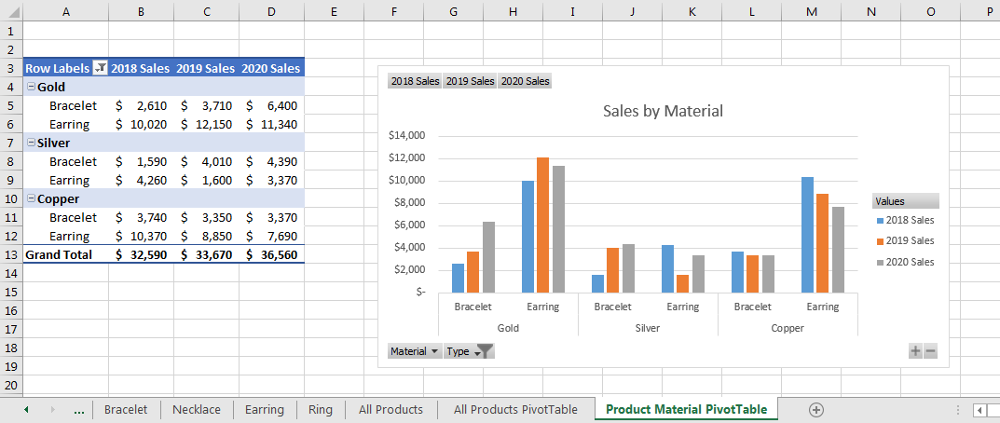 A B C D E F G H I J K L M N O P
1
2
3 Row Labels 2018 Sales 2019 Sales 2020 Sales
4 Gold
5 Bracelet $ 2,610 $ 3,710 $ 6,400
6 Earring $ 10,020 $ 12,150 $ 11,340
7 Silver
8 Bracelet $ 1,590 $ 4,010 $ 4,390
9 Earring $ 4,260 $ 1,600 $ 3,370
10 Copper
11 Bracelet $ 3,740 $ 3,350 $ 3,370
12 Earring $ 10,370 $ 8,850 $ 7,690
13 Grand Total $ 32,590 $ 33,670 $ 36,560
14
15
16
17
18
19
20
2018 Sales 2019 Sales 2020 Sales
Sales by Material
$14,000
$12,000
$10,000
$8,000
$6,000
$4,000
$2,000
$-
Bracelet Earring Bracelet Earring Bracelet Earring
Gold Silver Copper
Values
2018 Sales
2019 Sales
2020 Sales
Material Type
... Bracelet Necklace Earring Ring All Products All Products PivotTable Product Material PivotTable